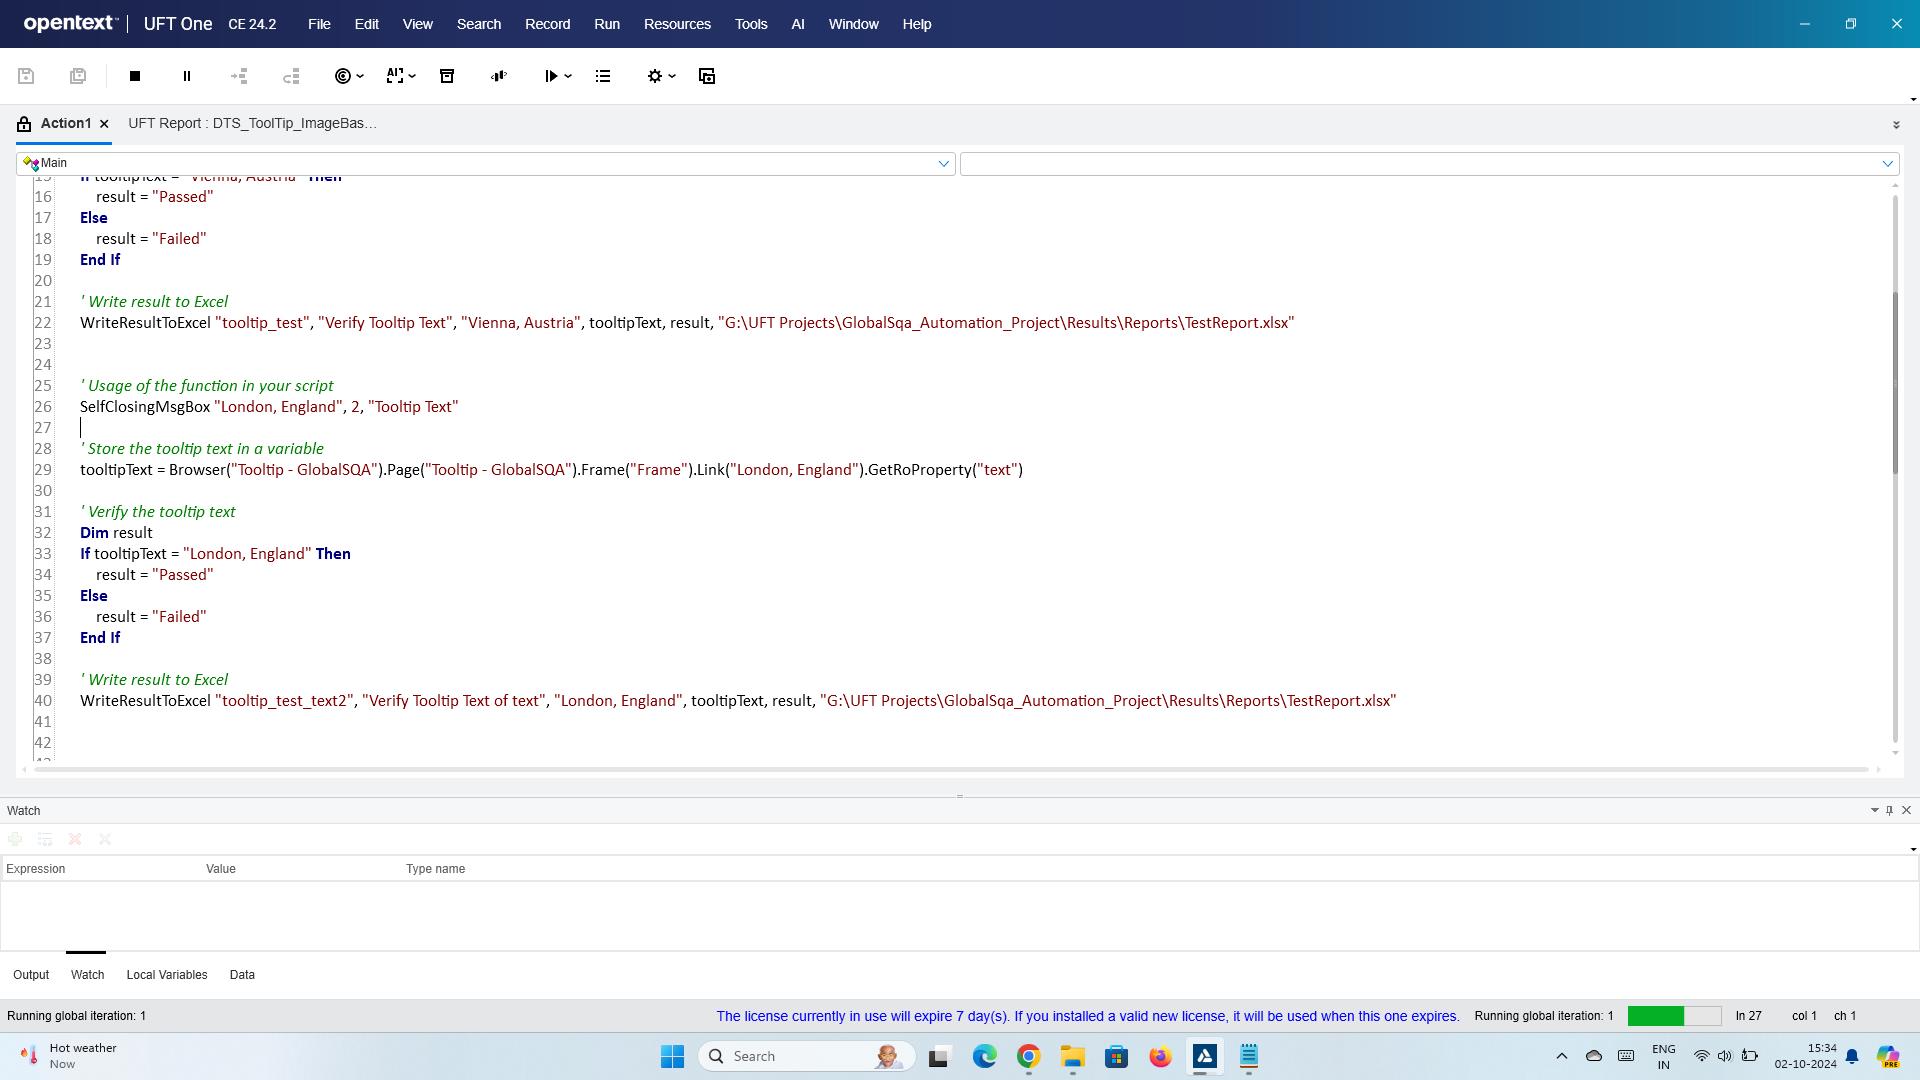 opentext™ | UFT One CE 24.2 File Edit View Search Record Run Resources Tools AI Window Help
Action1 UFT Report : DTS_ToolTip_ImageBas…
Main
15 If tooltipText = "Vienna, Austria" Then
16 result = "Passed"
17 Else
18 result = "Failed"
19 End If
20
21 ' Write result to Excel
22 WriteResultToExcel "tooltip_test", "Verify Tooltip Text", "Vienna, Austria", tooltipText, result, "G:\UFT Projects\GlobalSqa_Automation_Project\Results\Reports\TestReport.xlsx"
23
24
25 ' Usage of the function in your script
26 SelfClosingMsgBox "London, England", 2, "Tooltip Text"
27
28 ' Store the tooltip text in a variable
29 tooltipText = Browser("Tooltip - GlobalSQA").Page("Tooltip - GlobalSQA").Frame("Frame").Link("London, England").GetRoProperty("text")
30
31 ' Verify the tooltip text
32 Dim result
33 If tooltipText = "London, England" Then
34 result = "Passed"
35 Else
36 result = "Failed"
37 End If
38
39 ' Write result to Excel
40 WriteResultToExcel "tooltip_test_text2", "Verify Tooltip Text of text", "London, England", tooltipText, result, "G:\UFT Projects\GlobalSqa_Automation_Project\Results\Reports\TestReport.xlsx"
41
42
Watch
Expression Value Type name
Output Watch Local Variables Data
Running global iteration: 1 The license currently in use will expire 7 day(s). If you installed a valid new license, it will be used when this one expires. Running global iteration: 1 ln 27 col 1 ch 1
Hot weather
Now
Search
ENG
IN
15:34
02-10-2024
PRE